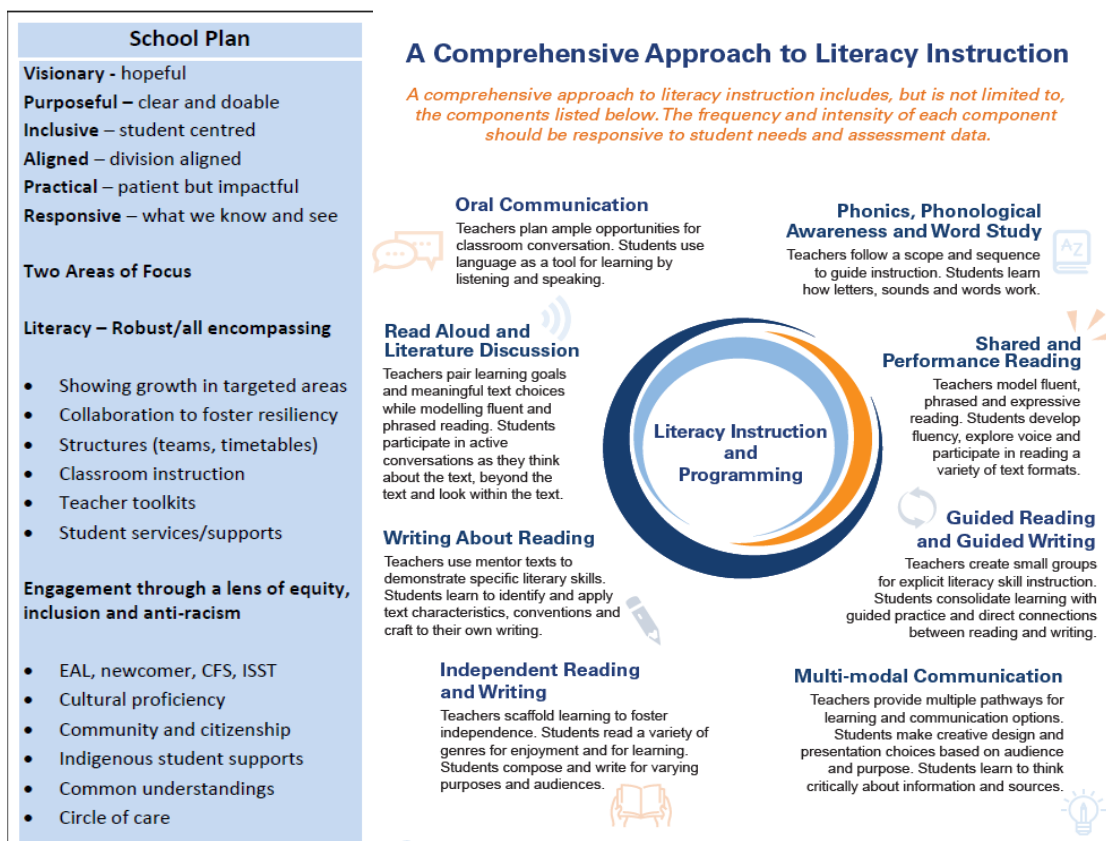 School Plan
Visionary - hopeful
Purposeful – clear and doable
Inclusive – student centred
Aligned – division aligned
Practical – patient but impactful
Responsive – what we know and see
Two Areas of Focus
Literacy – Robust/all encompassing
• Showing growth in targeted areas
• Collaboration to foster resiliency
• Structures (teams, timetables)
• Classroom instruction
• Teacher toolkits
• Student services/supports
Engagement through a lens of equity,
inclusion and anti-racism
• EAL, newcomer, CFS, ISST
• Cultural proficiency
• Community and citizenship
• Indigenous student supports
• Common understandings
• Circle of care
A Comprehensive Approach to Literacy Instruction
A comprehensive approach to literacy instruction includes, but is not limited to,
the components listed below. The frequency and intensity of each component
should be responsive to student needs and assessment data.
Oral Communication
Teachers plan ample opportunities for
classroom conversation. Students use
language as a tool for learning by
listening and speaking.
Phonics, Phonological
Awareness and Word Study
Teachers follow a scope and sequence
to guide instruction. Students learn
how letters, sounds and words work.
AZ
Read Aloud and
Literature Discussion
Teachers pair learning goals
and meaningful text choices
while modelling fluent and
phrased reading. Students
participate in active
conversations as they think
about the text, beyond the
text and look within the text.
Literacy Instruction
and
Programming
Shared and
Performance Reading
Teachers model fluent,
phrased and expressive
reading. Students develop
fluency, explore voice and
participate in reading a
variety of text formats.
Writing About Reading
Teachers use mentor texts to
demonstrate specific literary skills.
Students learn to identify and apply
text characteristics, conventions and
craft to their own writing.
Guided Reading
and Guided Writing
Teachers create small groups
for explicit literacy skill instruction.
Students consolidate learning with
guided practice and direct connections
between reading and writing.
Independent Reading
and Writing
Teachers scaffold learning to foster
independence. Students read a variety of
genres for enjoyment and for learning.
Students compose and write for varying
purposes and audiences.
Multi-modal Communication
Teachers provide multiple pathways for
learning and communication options.
Students make creative design and
presentation choices based on audience
and purpose. Students learn to think
critically about information and sources.